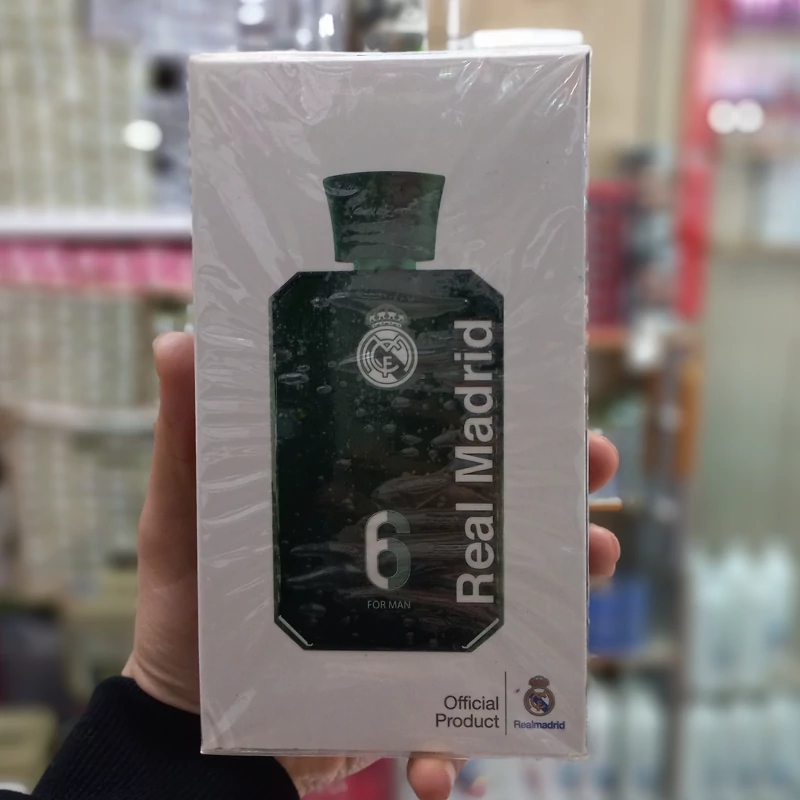 Real Madrid
6
FOR MAN
Official
Product
Realmadrid